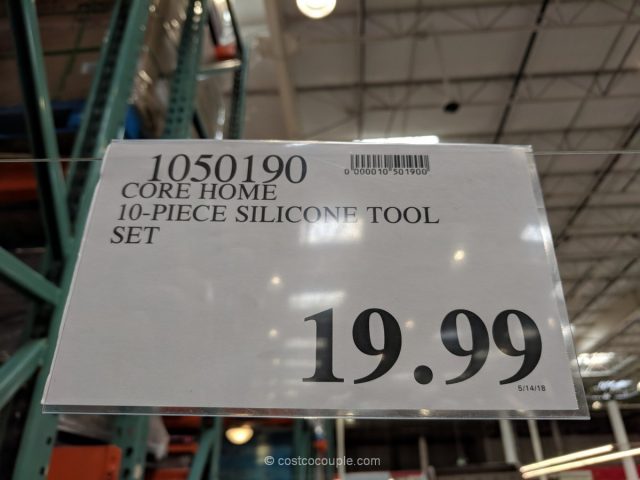 1050190
0 000010 501900
CORE HOME
10-PIECE SILICONE TOOL
SET
19.99
5/14/18
© costcocouple.com